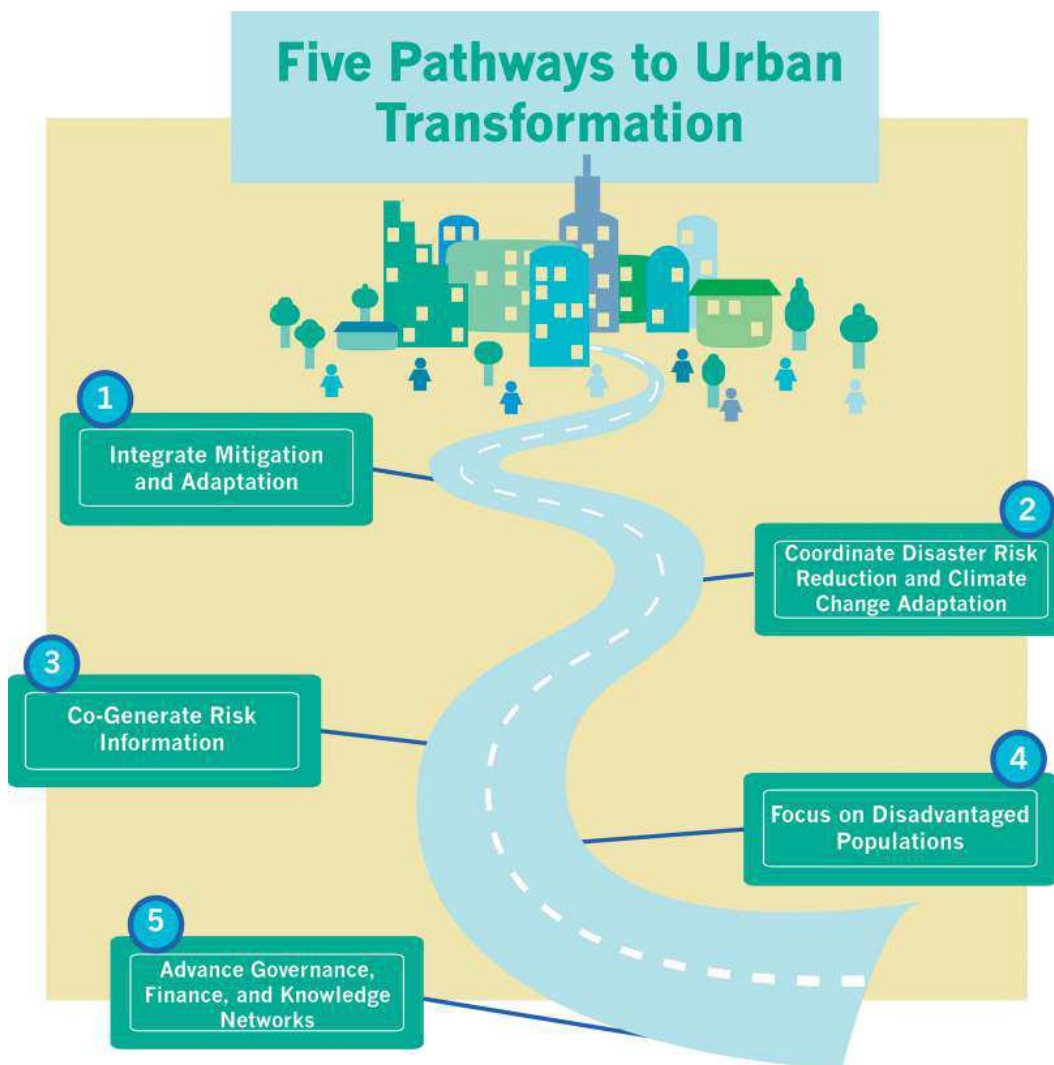 Five Pathways to Urban
Transformation
1
Integrate Mitigation
and Adaptation
2
Coordinate Disaster Risk
Reduction and Climate
Change Adaptation
3
Co-Generate Risk
Information
4
Focus on Disadvantaged
Populations
5
Advance Governance,
Finance, and Knowledge
Networks